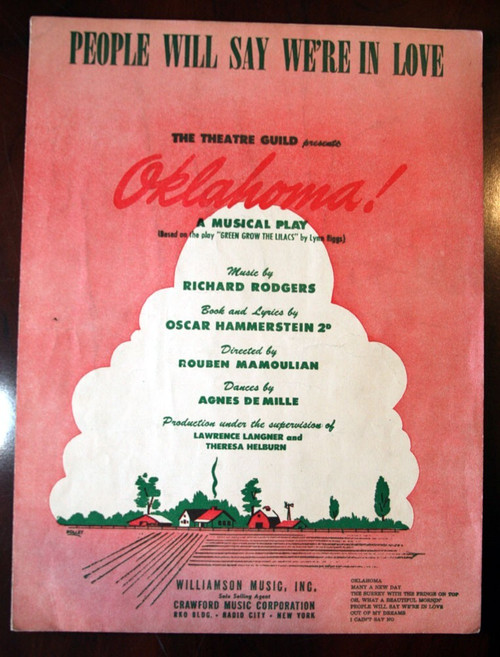 PEOPLE WILL SAY WE'RE IN LOVE
THE THEATRE GUILD presents
Oklahoma!
A MUSICAL PLAY
(Based on the play "GREEN GROW THE LILACS" by Lynn Riggs)
Music by
RICHARD RODGERS
Book and Lyrics by
OSCAR HAMMERSTEIN 2D
Directed by
ROUBEN MAMOULIAN
Dances by
AGNES DE MILLE
Production under the supervision of
LAWRENCE LANGNER and
THERESA HELBURN
WILLIAMSON MUSIC, INC.
Sole Selling Agent
CRAWFORD MUSIC CORPORATION
RKO BLDG. - RADIO CITY - NEW YORK
OKLAHOMA
MANY A NEW DAY
THE SURREY WITH THE FRINGE ON TOP
OH, WHAT A BEAUTIFUL MORNIN'
PEOPLE WILL SAY WE'RE IN LOVE
OUT OF MY DREAMS
I CAIN'T SAY NO